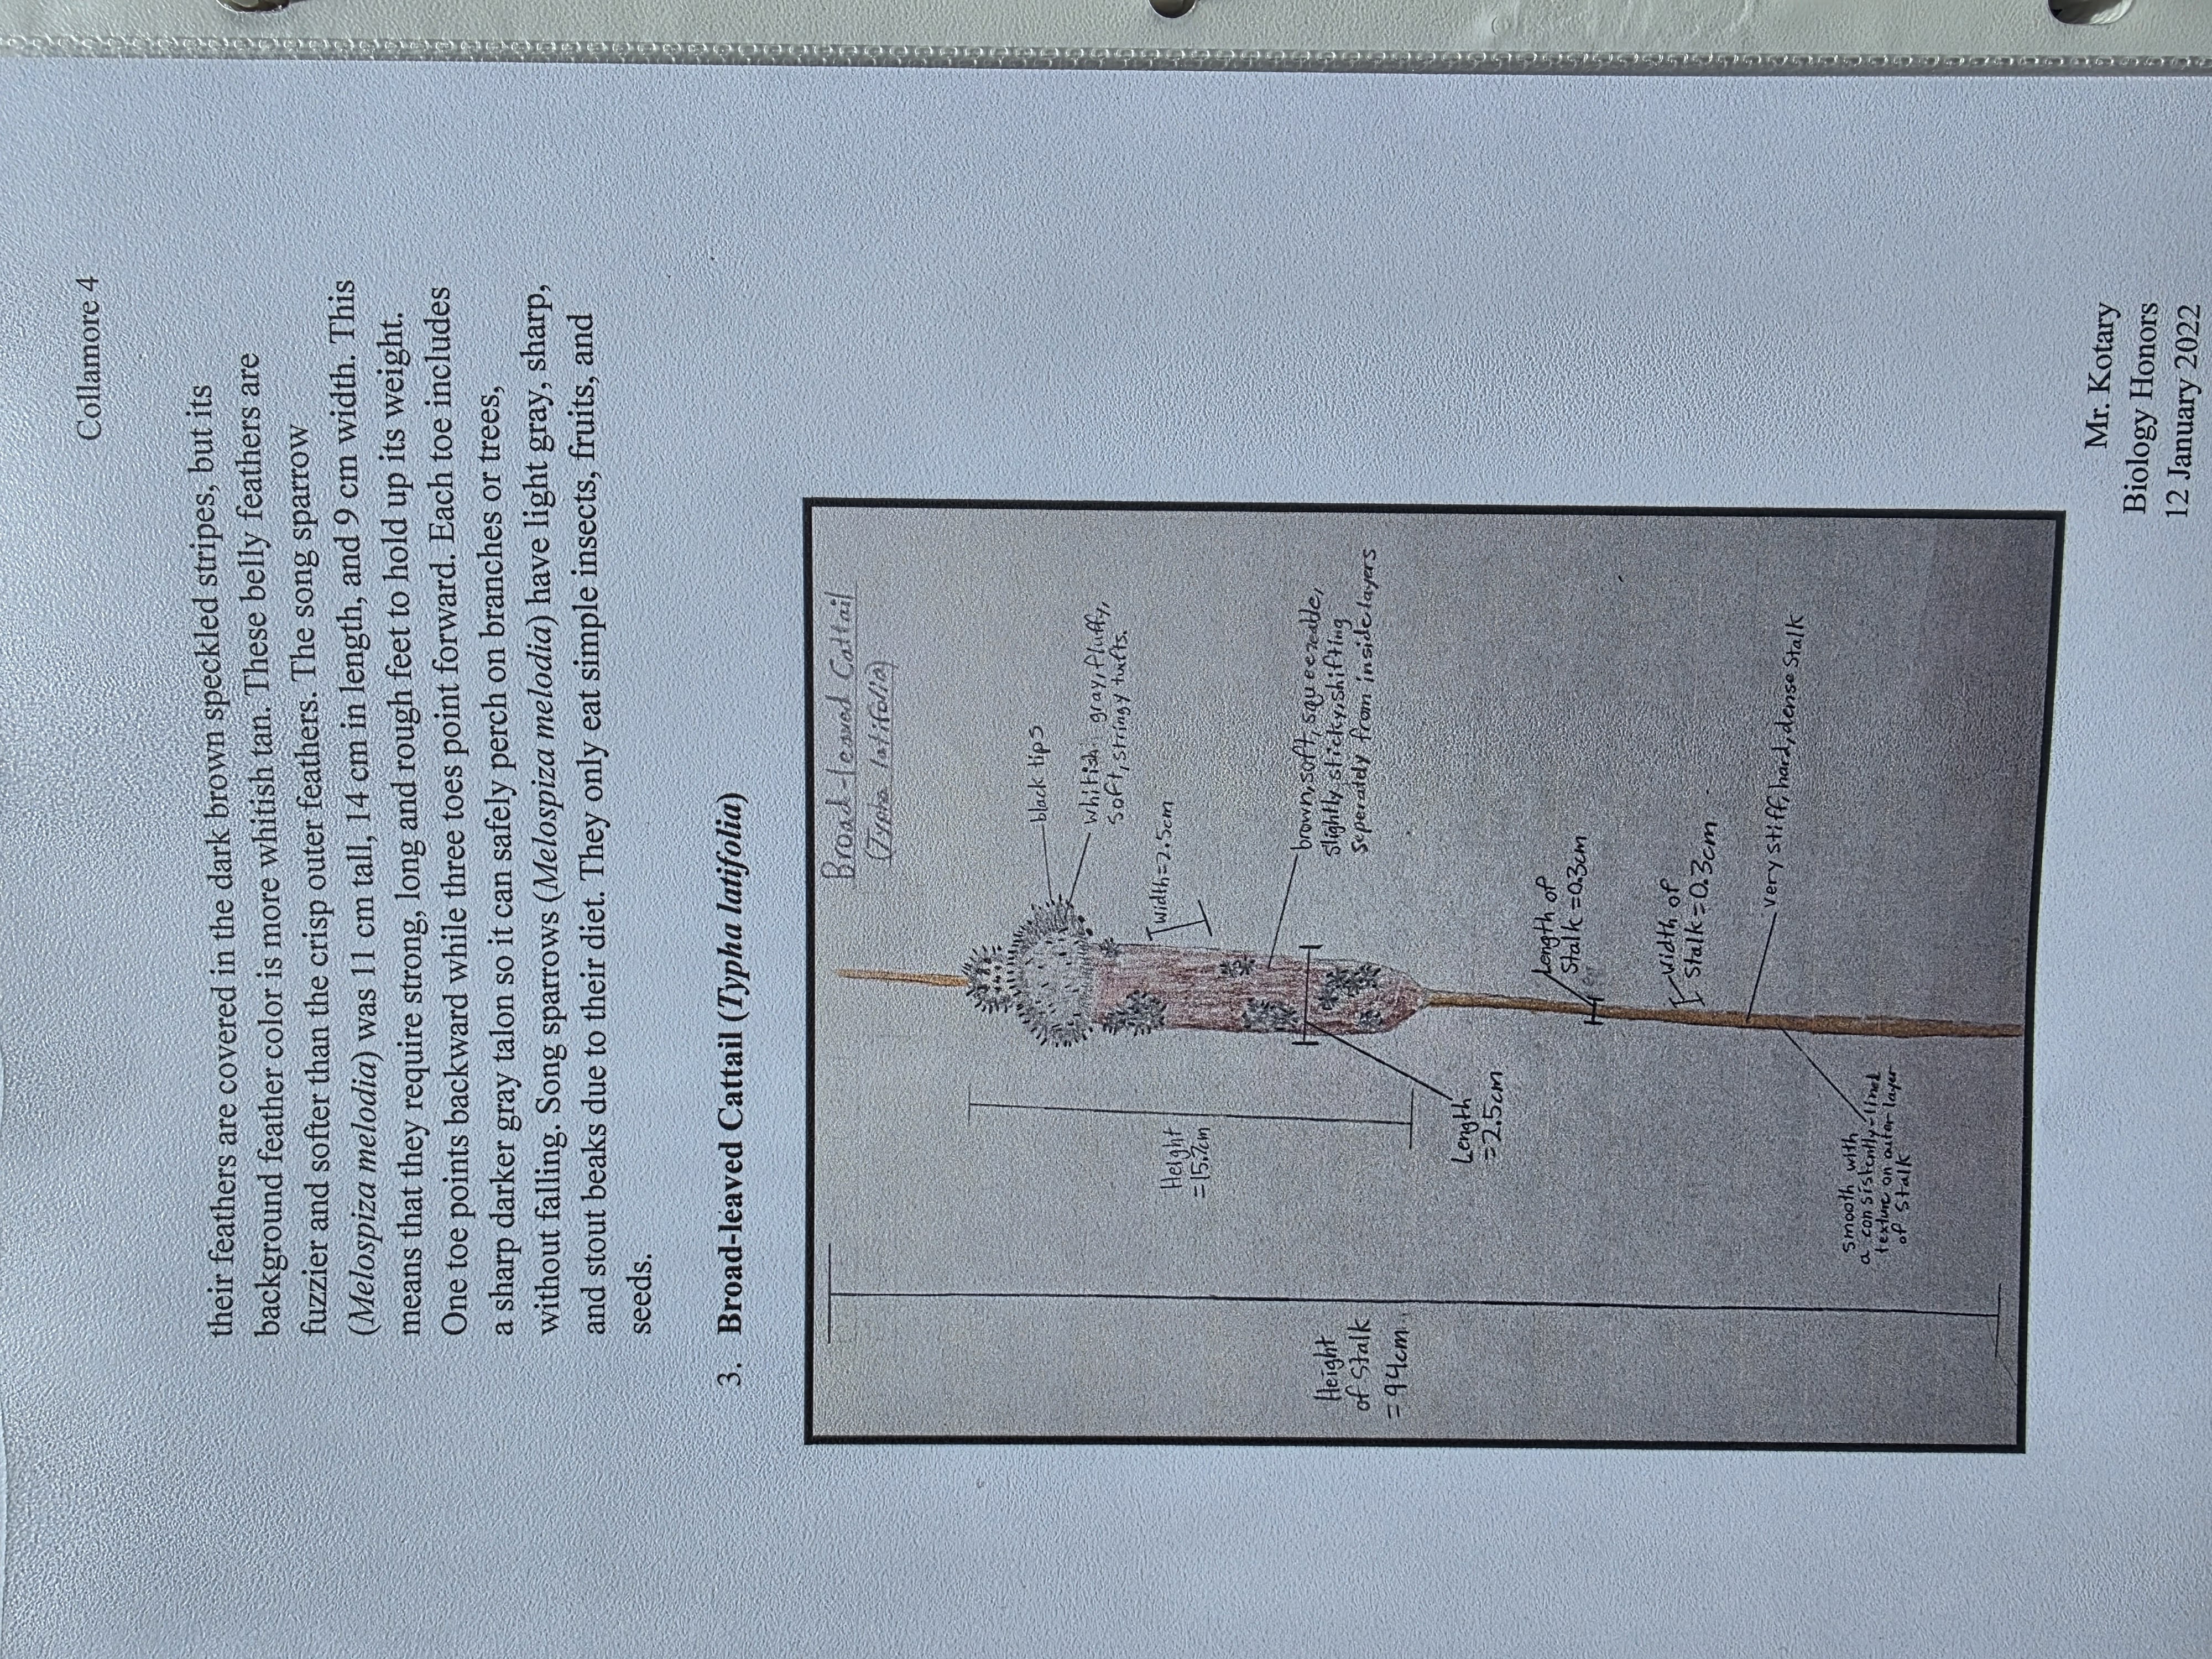 Collamore 4
their feathers are covered in the dark brown speckled stripes, but its
background feather color is more whitish tan. These belly feathers are
fuzzier and softer than the crisp outer feathers. The song sparrow
(Melospiza melodia) was 11 cm tall, 14 cm in length, and 9 cm width. This
means that they require strong, long and rough feet to hold up its weight.
One toe points backward while three toes point forward. Each toe includes
a sharp darker gray talon so it can safely perch on branches or trees,
without falling. Song sparrows (Melospiza melodia) have light gray, sharp,
and stout beaks due to their diet. They only eat simple insects, fruits, and
seeds.
3. Broad-leaved Cattail (Typha latifolia)
Broad-leaved Cattail
(Typha latifolia)
black tips
whitish gray, fluffy,
soft, stringy tufts.
width=2.5cm
Height
=15.7cm
brown, soft, squeezeable,
slightly sticky, shifting
seperately from inside layers
Height
of Stalk
=94cm
Length
=2.5cm
Length of
Stalk=0.3cm
width of
Stalk=0.3cm
very stiff, hard, dense Stalk
smooth with
a consistently-lined
texture on outer layer
of Stalk
Mr. Kotary
Biology Honors
12 January 2022